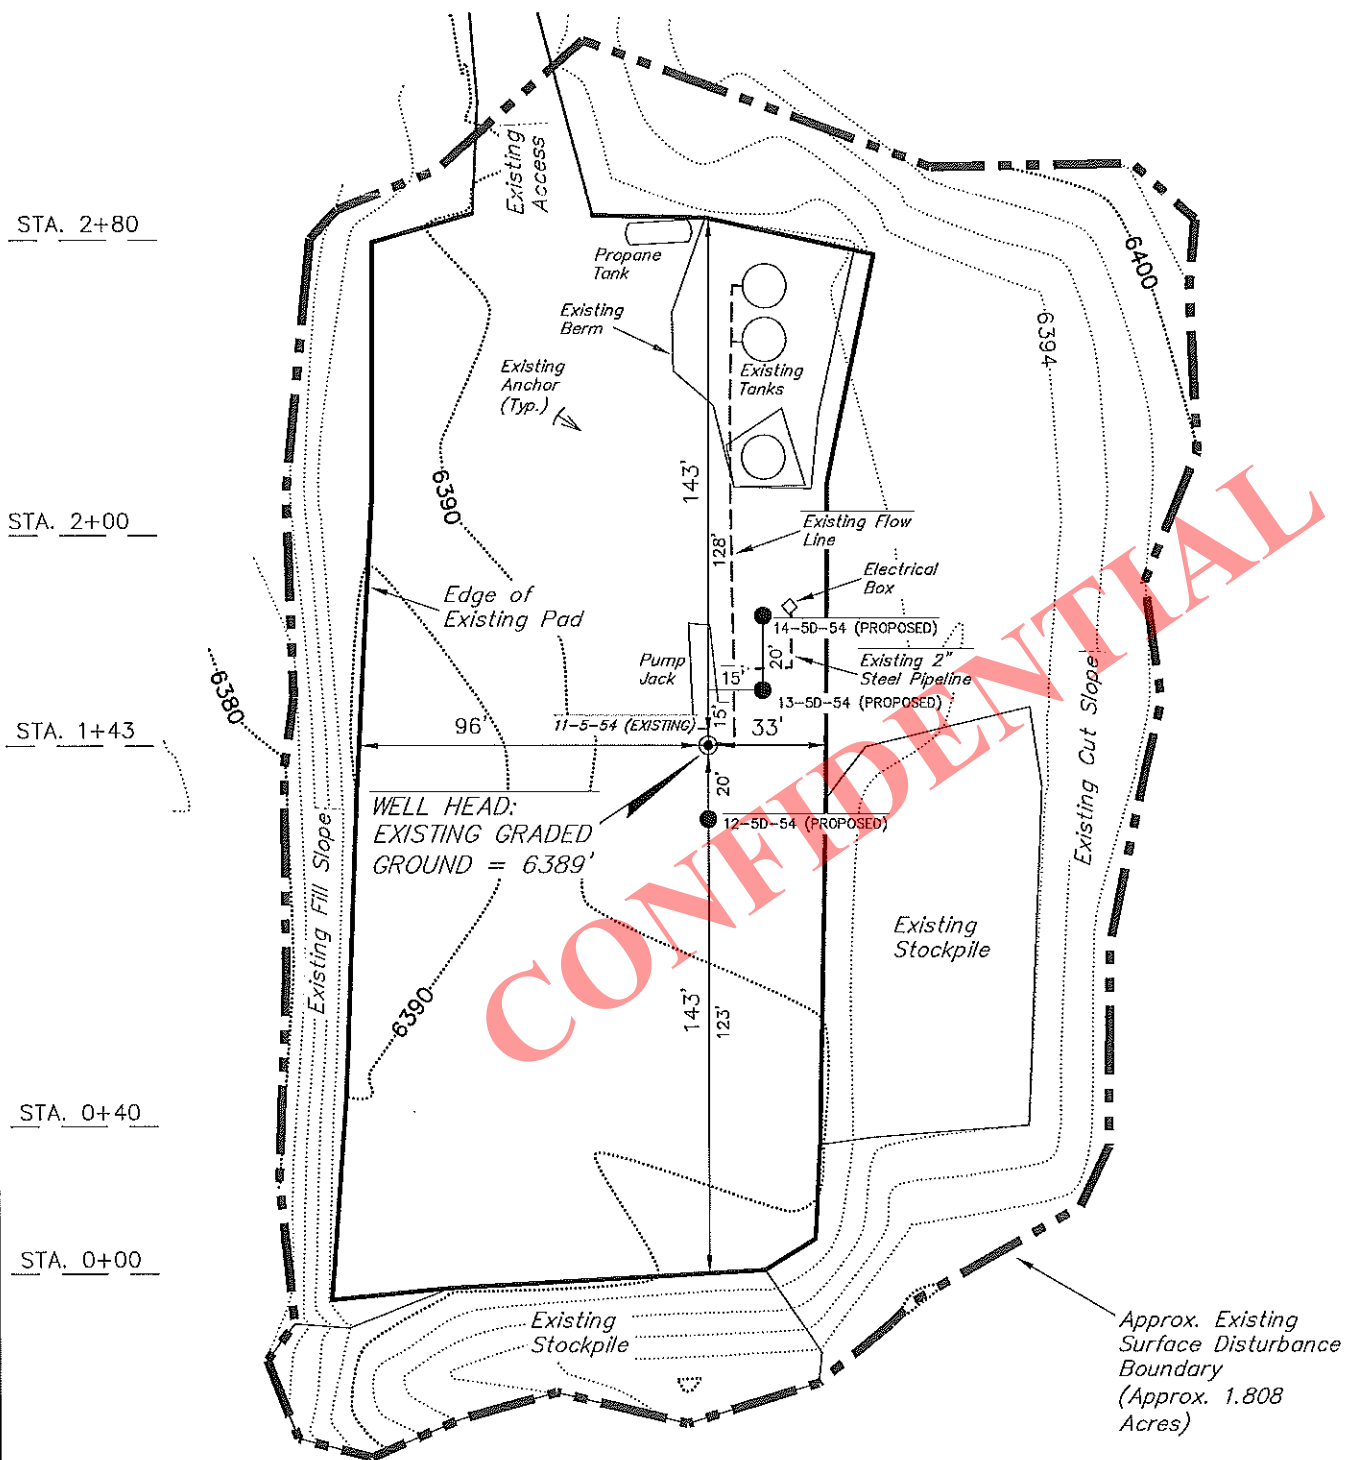 Existing
Access
STA. 2+80
Propane
Tank
6400
Existing
Berm
6394
Existing
Anchor
(Typ.)
Existing
Tanks
143'
6390
STA. 2+00
Existing Flow
Line
128'
Electrical
Box
Edge of
Existing Pad
14-5D-54 (PROPOSED)
20'
Existing 2"
Steel Pipeline
Pump
Jack
15'
13-5D-54 (PROPOSED)
6380
15'
STA. 1+43
96'
11-5-54 (EXISTING)
33'
20'
WELL HEAD:
EXISTING GRADED
GROUND = 6389'
12-5D-54 (PROPOSED)
Existing Cut Slope
Existing Fill Slope
CONFIDENTIAL
Existing
Stockpile
6390
143'
123'
STA. 0+40
STA. 0+00
Existing
Stockpile
Approx. Existing
Surface Disturbance
Boundary
(Approx. 1.808
Acres)